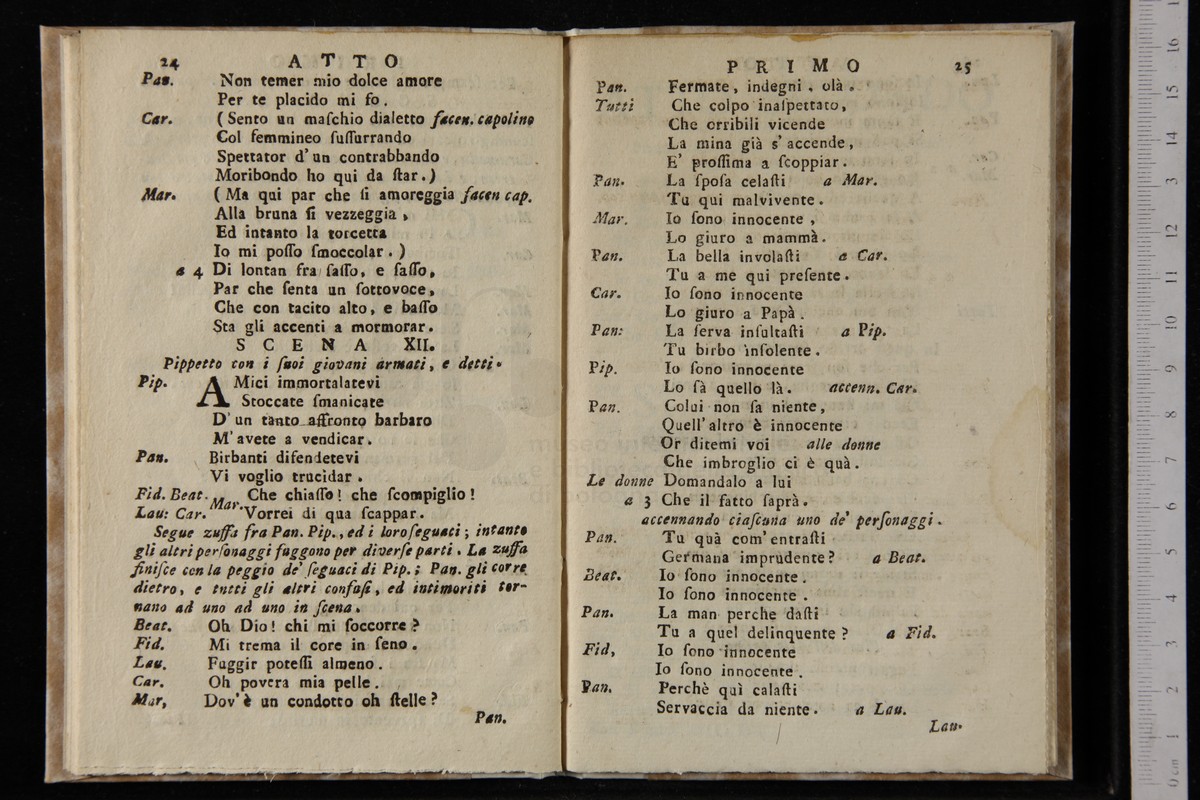 24 A T T O
Pan. Non temer mio dolce amore
Per te placido mi fo.
Car. (Sento un maſchio dialetto facen. capolino
Col femmineo ſuſſurrando
Spettator d'un contrabbando
Moribondo ho qui da ſtar.)
Mar. (Ma qui par che ſi amoreggia facen cap.
Alla bruna ſi vezzeggia,
Ed intanto la torcetta
Io mi poſſo ſmoccolar.)
a 4 Di lontan fra ſaſſo, e ſaſſo,
Par che ſenta un ſottovoce,
Che con tacito alto, e baſſo
Sta gli accenti a mormorar.
S C E N A XII.
Pippetto con i ſuoi giovani armati, e detti.
Pip. AMici immortalatevi
Stoccate ſmanicate
D'un tanto affronto barbaro
M'avete a vendicar.
Pan. Birbanti difendetevi
Vi voglio trucidar.
Fid. Beat. Che chiaſſo! che ſcompiglio!
Lau: Car. Mar. Vorrei di qua ſcappar.
Segue zuffa fra Pan. Pip., ed i loro ſeguaci; intanto
gli altri perſonaggi fuggono per diverſe parti. La zuffa
finiſce con la peggio de' ſeguaci di Pip.; Pan. gli corre
dietro, e tutti gli altri confuſi, ed intimoriti tor-
nano ad uno ad uno in ſcena.
Beat. Oh Dio! chi mi ſoccorre?
Fid. Mi trema il core in ſeno.
Lau. Fuggir poteſſi almeno.
Car. Oh povera mia pelle.
Mar, Dov'è un condotto oh ſtelle?
Pan.
P R I M O 25
Pan. Fermate, indegni, olà.
Tutti Che colpo inaſpettato,
Che orribili vicende
La mina già s'accende,
E' proſſima a ſcoppiar.
Pan. La ſpoſa celaſti a Mar.
Tu qui malvivente.
Mar. Io ſono innocente,
Lo giuro a mammà.
Pan. La bella involaſti a Car.
Tu a me qui preſente.
Car. Io ſono innocente
Lo giuro a Papà.
Pan: La ſerva inſultaſti a Pip.
Tu birbo inſolente.
Pip. Io ſono innocente
Lo fà quello là. accenn. Car.
Pan. Colui non ſa niente,
Quell'altro è innocente
Or ditemi voi alle donne
Che imbroglio ci è quà.
Le donne Domandalo a lui
a 3 Che il fatto ſaprà.
accennando ciaſcuna uno de' perſonaggi.
Pan. Tu quà com'entraſti
Germana imprudente? a Beat.
Beat. Io ſono innocente.
Io ſono innocente.
Pan. La man perche daſti
Tu a quel delinquente? a Fid.
Fid, Io ſono innocente
Io ſono innocente.
Pan. Perchè quì calaſti
Servaccia da niente. a Lau.
Lau.